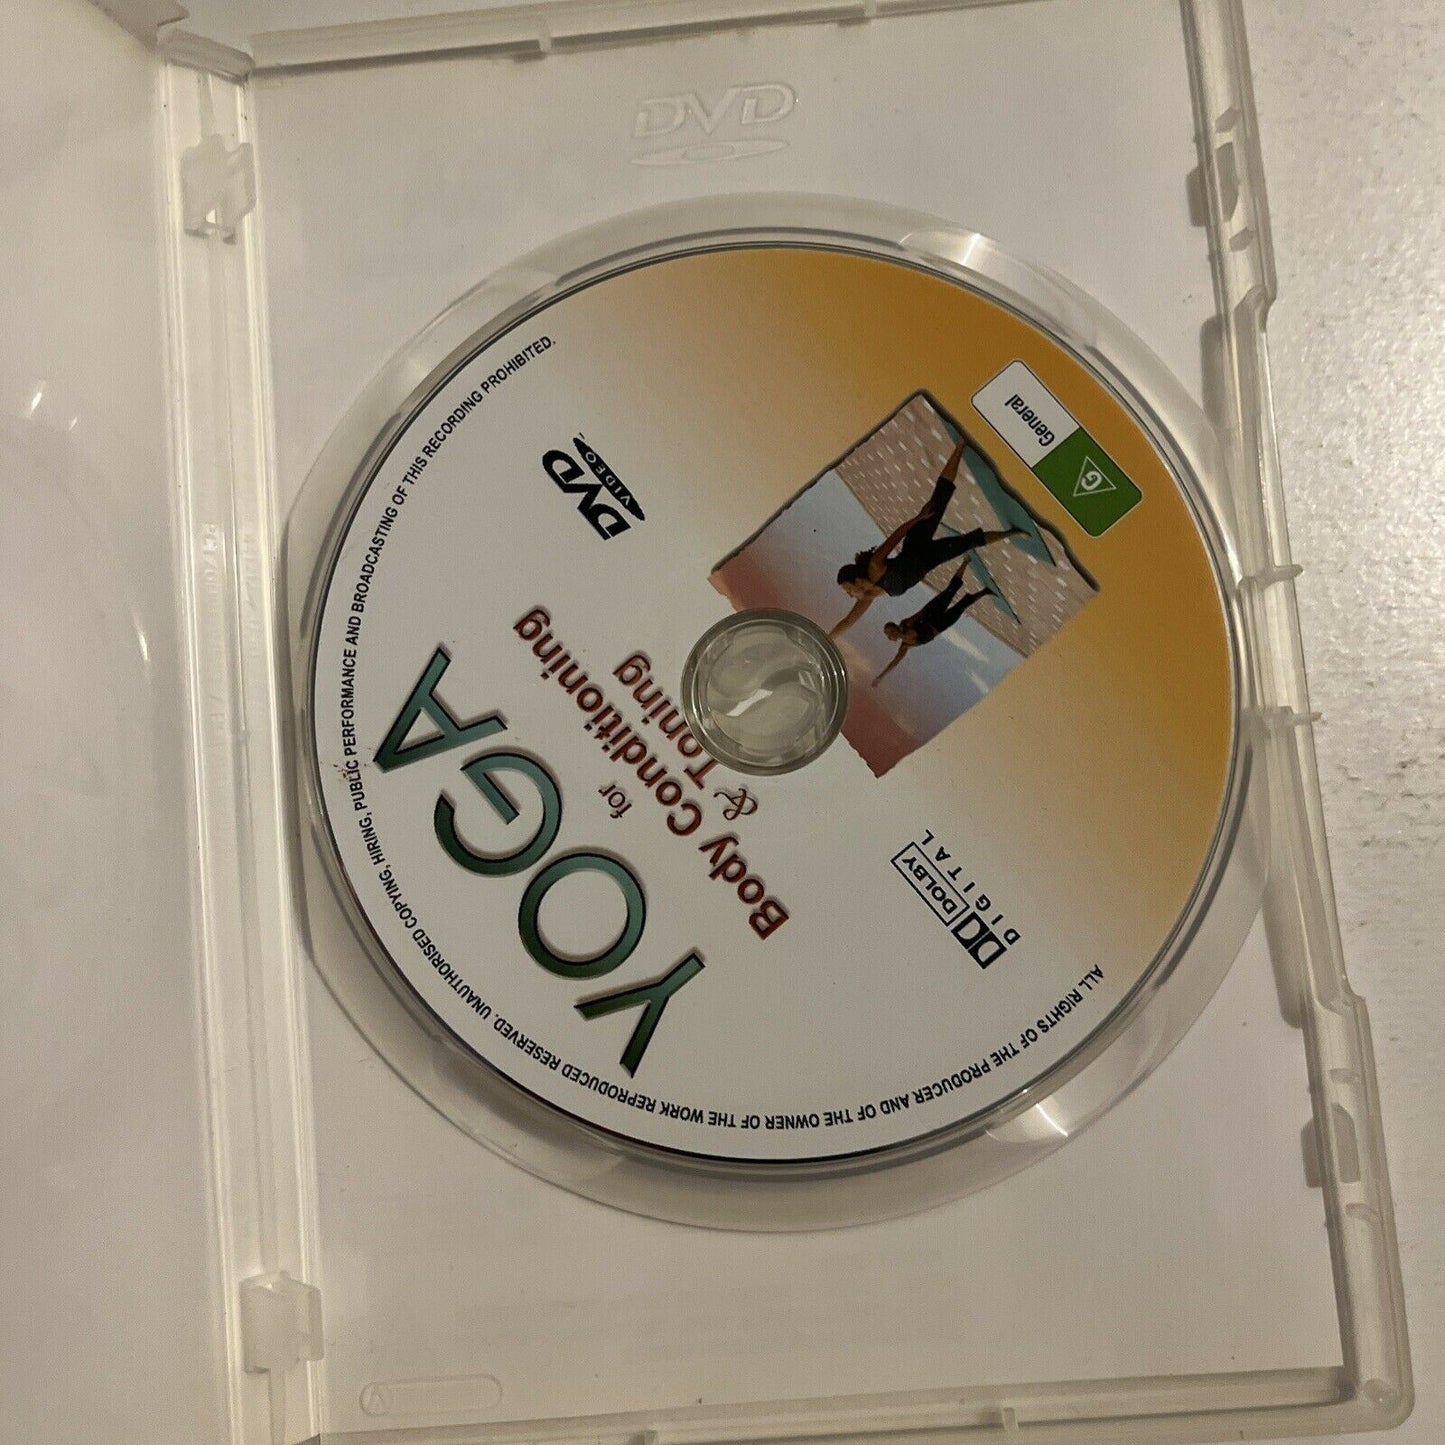 DVD
YOGA
for
Body Conditioning
& Toning
DVD
VIDEO
G
General
DOLBY
DIGITAL
ALL RIGHTS OF THE PRODUCER AND OF THE OWNER OF THE WORK REPRODUCED RESERVED. UNAUTHORISED COPYING, HIRING, PUBLIC PERFORMANCE AND BROADCASTING OF THIS RECORDING PROHIBITED.